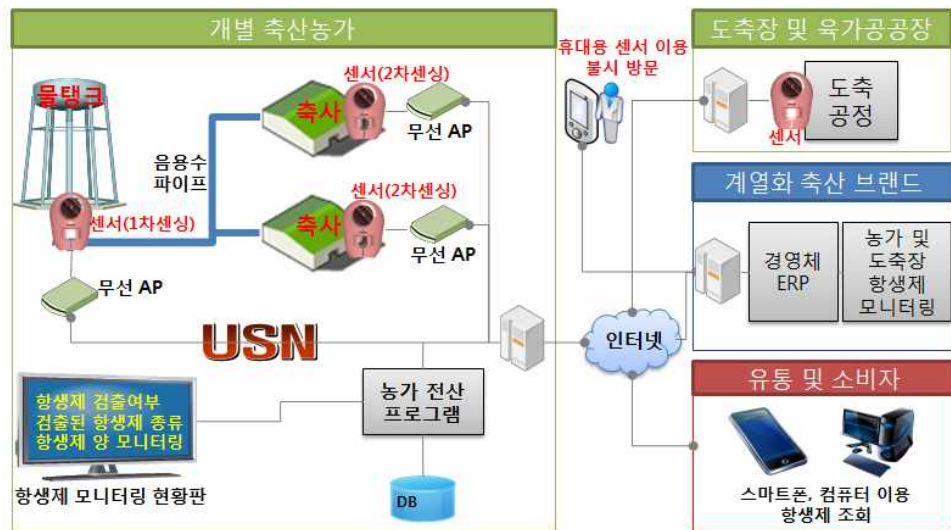 개별 축산농가
물탱크
센서(1차센싱)
무선 AP
음용수
파이프
센서(2차센싱)
축사
무선 AP
센서(2차센싱)
축사
무선 AP
USN
항생제 검출여부
검출된 항생제 종류
항생제 양 모니터링
항생제 모니터링 현황판
농가 전산
프로그램
DB
휴대용 센서 이용
불시 방문
인터넷
도축장 및 육가공공장
센서
도축
공정
계열화 축산 브랜드
경영체
ERP
농가 및
도축장
항생제
모니터링
유통 및 소비자
스마트폰, 컴퓨터 이용
항생제 조회